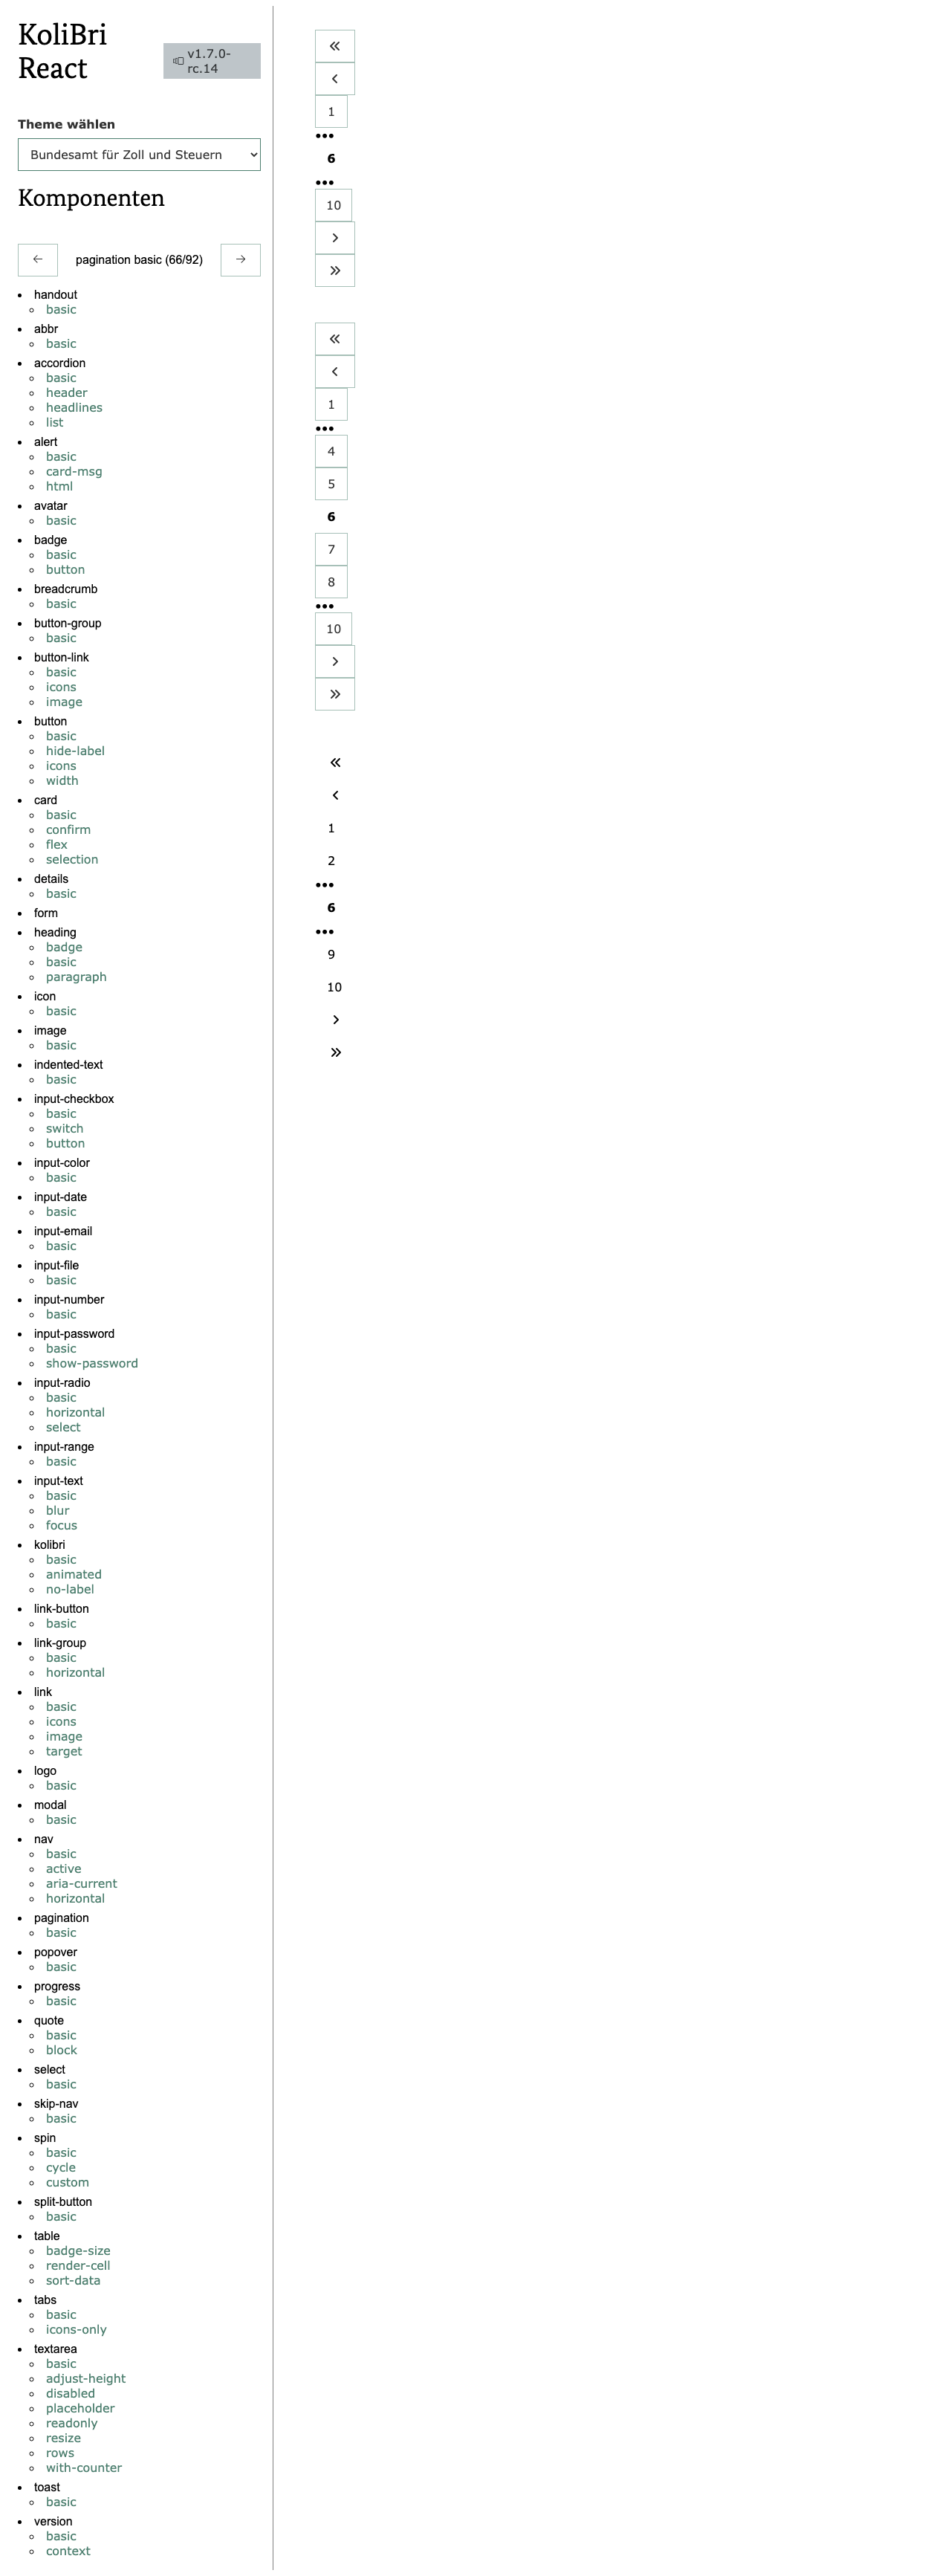 KoliBri
React
v1.7.0-
rc.14
Theme wählen
Bundesamt für Zoll und Steuern
Komponenten
← pagination basic (66/92) →
handout
basic
abbr
basic
accordion
basic
header
headlines
list
alert
basic
card-msg
html
avatar
basic
badge
basic
button
breadcrumb
basic
button-group
basic
button-link
basic
icons
image
button
basic
hide-label
icons
width
card
basic
confirm
flex
selection
details
basic
form
heading
badge
basic
paragraph
icon
basic
image
basic
indented-text
basic
input-checkbox
basic
switch
button
input-color
basic
input-date
basic
input-email
basic
input-file
basic
input-number
basic
input-password
basic
show-password
input-radio
basic
horizontal
select
input-range
basic
input-text
basic
blur
focus
kolibri
basic
animated
no-label
link-button
basic
link-group
basic
horizontal
link
basic
icons
image
target
logo
basic
modal
basic
nav
basic
active
aria-current
horizontal
pagination
basic
popover
basic
progress
basic
quote
basic
block
select
basic
skip-nav
basic
spin
basic
cycle
custom
split-button
basic
table
badge-size
render-cell
sort-data
tabs
basic
icons-only
textarea
basic
adjust-height
disabled
placeholder
readonly
resize
rows
with-counter
toast
basic
version
basic
context
«
‹
1
•••
6
•••
10
›
»
«
‹
1
•••
4
5
6
7
8
•••
10
›
»
«
‹
1
2
•••
6
•••
9
10
›
»